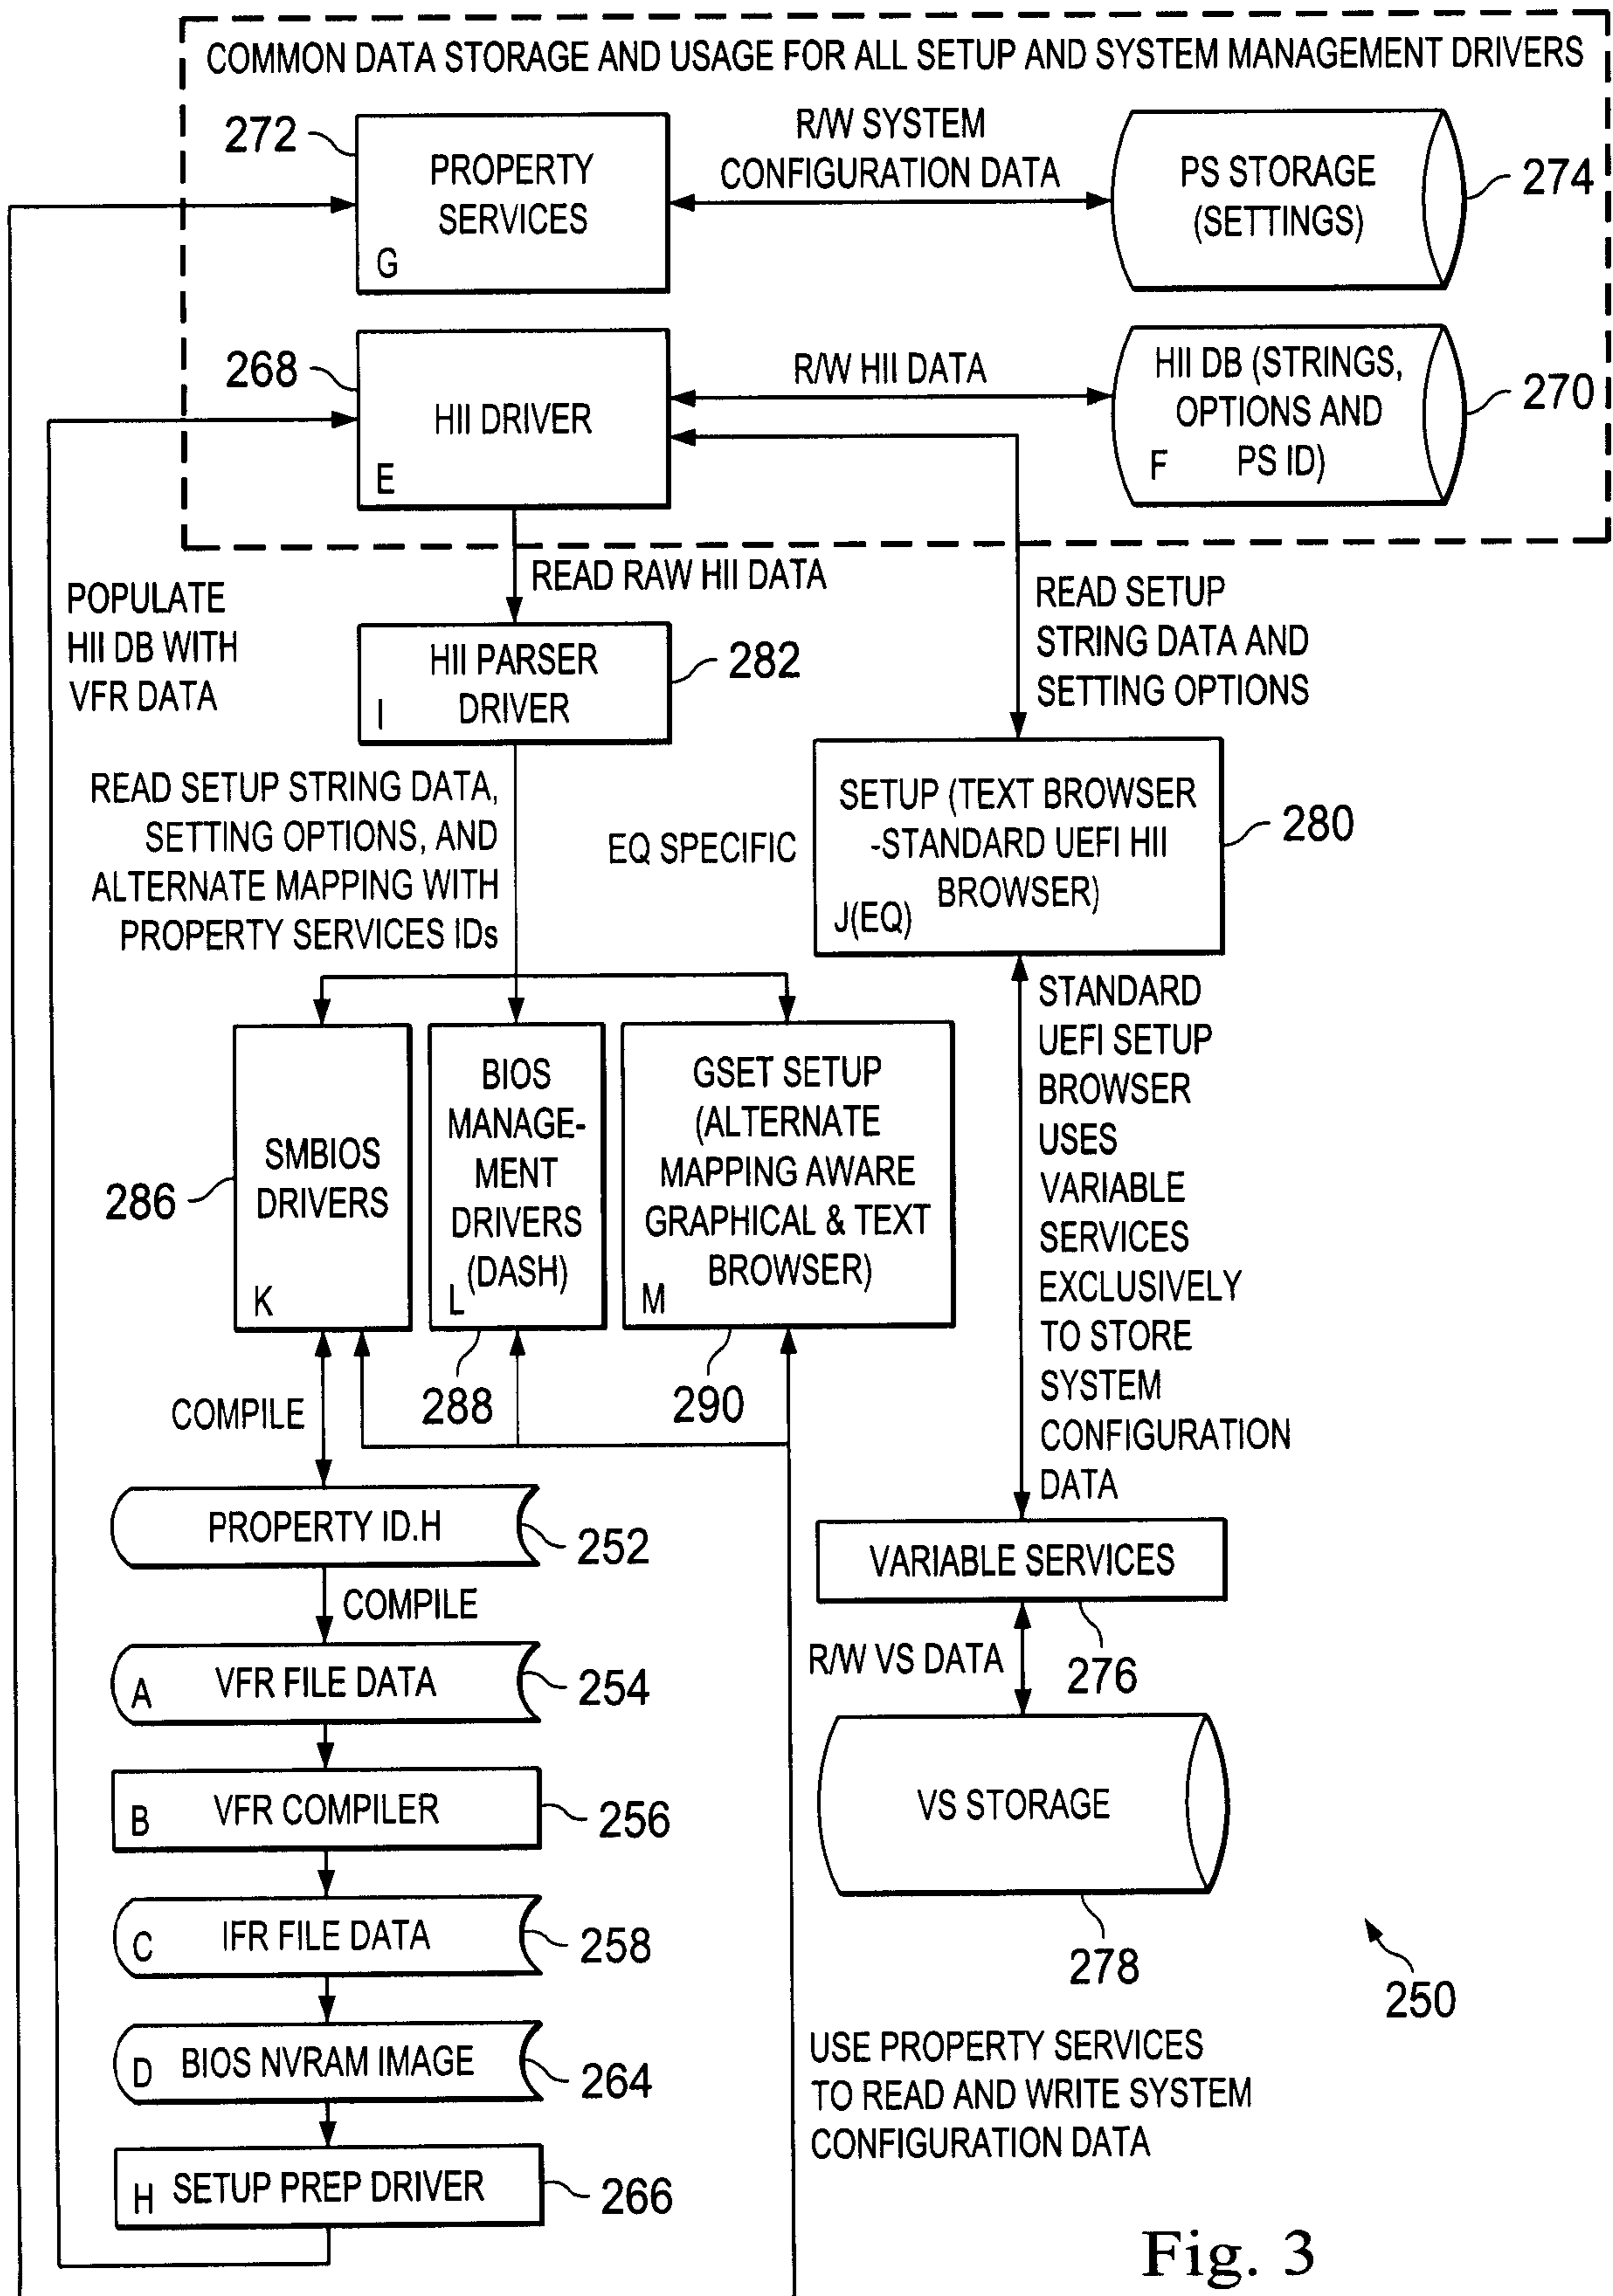 COMMON DATA STORAGE AND USAGE FOR ALL SETUP AND SYSTEM MANAGEMENT DRIVERS
272
PROPERTY
SERVICES
G
R/W SYSTEM
CONFIGURATION DATA
PS STORAGE
(SETTINGS)
274
268
HII DRIVER
E
R/W HII DATA
HII DB (STRINGS,
OPTIONS AND
F PS ID)
270
POPULATE
HII DB WITH
VFR DATA
READ RAW HII DATA
HII PARSER
DRIVER
I
282
READ SETUP
STRING DATA AND
SETTING OPTIONS
READ SETUP STRING DATA,
SETTING OPTIONS, AND
ALTERNATE MAPPING WITH
PROPERTY SERVICES IDs
EQ SPECIFIC
SETUP (TEXT BROWSER
-STANDARD UEFI HII
BROWSER)
J(EQ)
280
286
SMBIOS
DRIVERS
K
BIOS
MANAGE-
MENT
DRIVERS
(DASH)
L
288
GSET SETUP
(ALTERNATE
MAPPING AWARE
GRAPHICAL & TEXT
BROWSER)
M
290
STANDARD
UEFI SETUP
BROWSER
USES
VARIABLE
SERVICES
EXCLUSIVELY
TO STORE
SYSTEM
CONFIGURATION
DATA
COMPILE
PROPERTY ID.H
252
COMPILE
A VFR FILE DATA
254
B VFR COMPILER
256
C IFR FILE DATA
258
D BIOS NVRAM IMAGE
264
H SETUP PREP DRIVER
266
VARIABLE SERVICES
276
R/W VS DATA
VS STORAGE
278
250
USE PROPERTY SERVICES
TO READ AND WRITE SYSTEM
CONFIGURATION DATA
Fig. 3